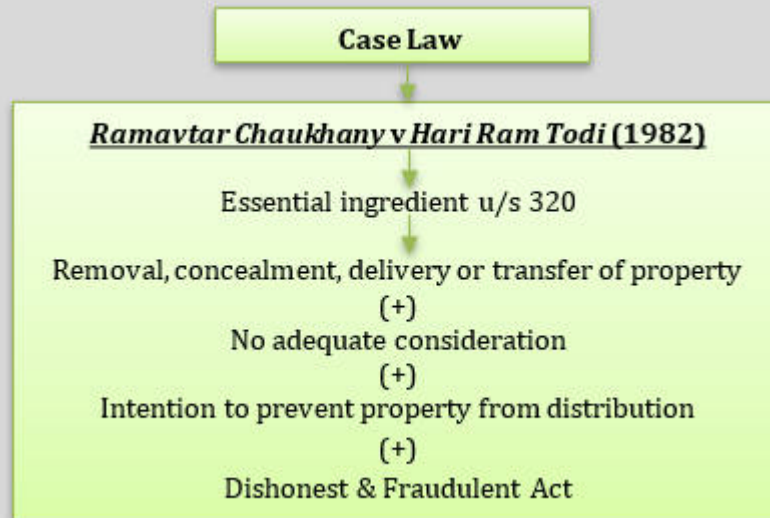 Case Law
Ramavtar Chaukhany v Hari Ram Todi (1982)
Essential ingredient u/s 320
Removal, concealment, delivery or transfer of property
(+)
No adequate consideration
(+)
Intention to prevent property from distribution
(+)
Dishonest & Fraudulent Act